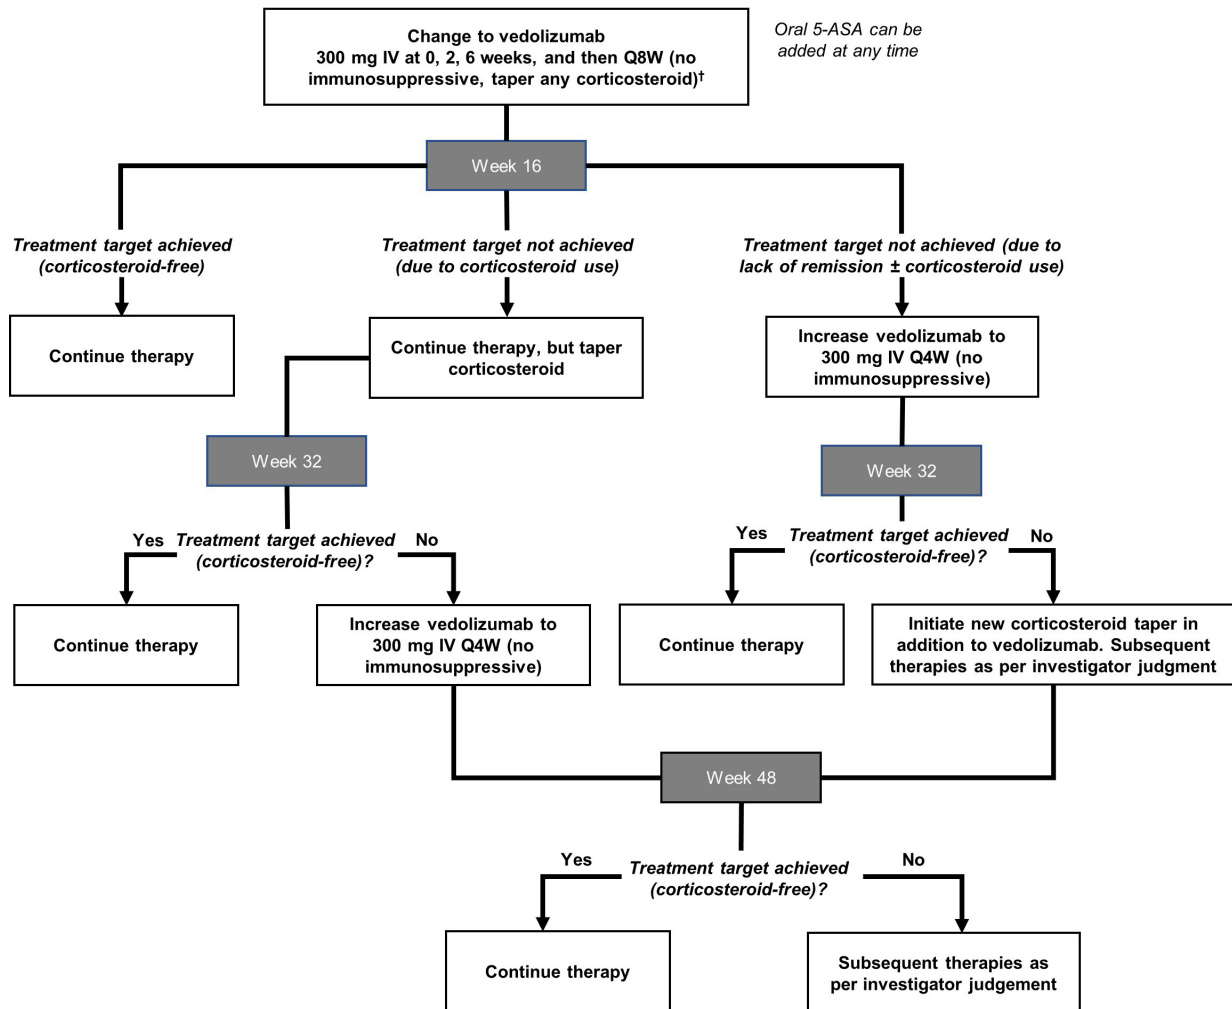 Change to vedolizumab
300 mg IV at 0, 2, 6 weeks, and then Q8W (no
immunosuppressive, taper any corticosteroid)†
Oral 5-ASA can be
added at any time
Week 16
Treatment target achieved
(corticosteroid-free)
Treatment target not achieved
(due to corticosteroid use)
Treatment target not achieved (due to
lack of remission ± corticosteroid use)
Continue therapy
Continue therapy, but taper
corticosteroid
Increase vedolizumab to
300 mg IV Q4W (no
immunosuppressive)
Week 32
Week 32
Yes
Treatment target achieved
(corticosteroid-free)?
No
Yes
Treatment target achieved
(corticosteroid-free)?
No
Continue therapy
Increase vedolizumab to
300 mg IV Q4W (no
immunosuppressive)
Continue therapy
Initiate new corticosteroid taper in
addition to vedolizumab. Subsequent
therapies as per investigator judgment
Week 48
Yes
Treatment target achieved
(corticosteroid-free)?
No
Continue therapy
Subsequent therapies as
per investigator judgement